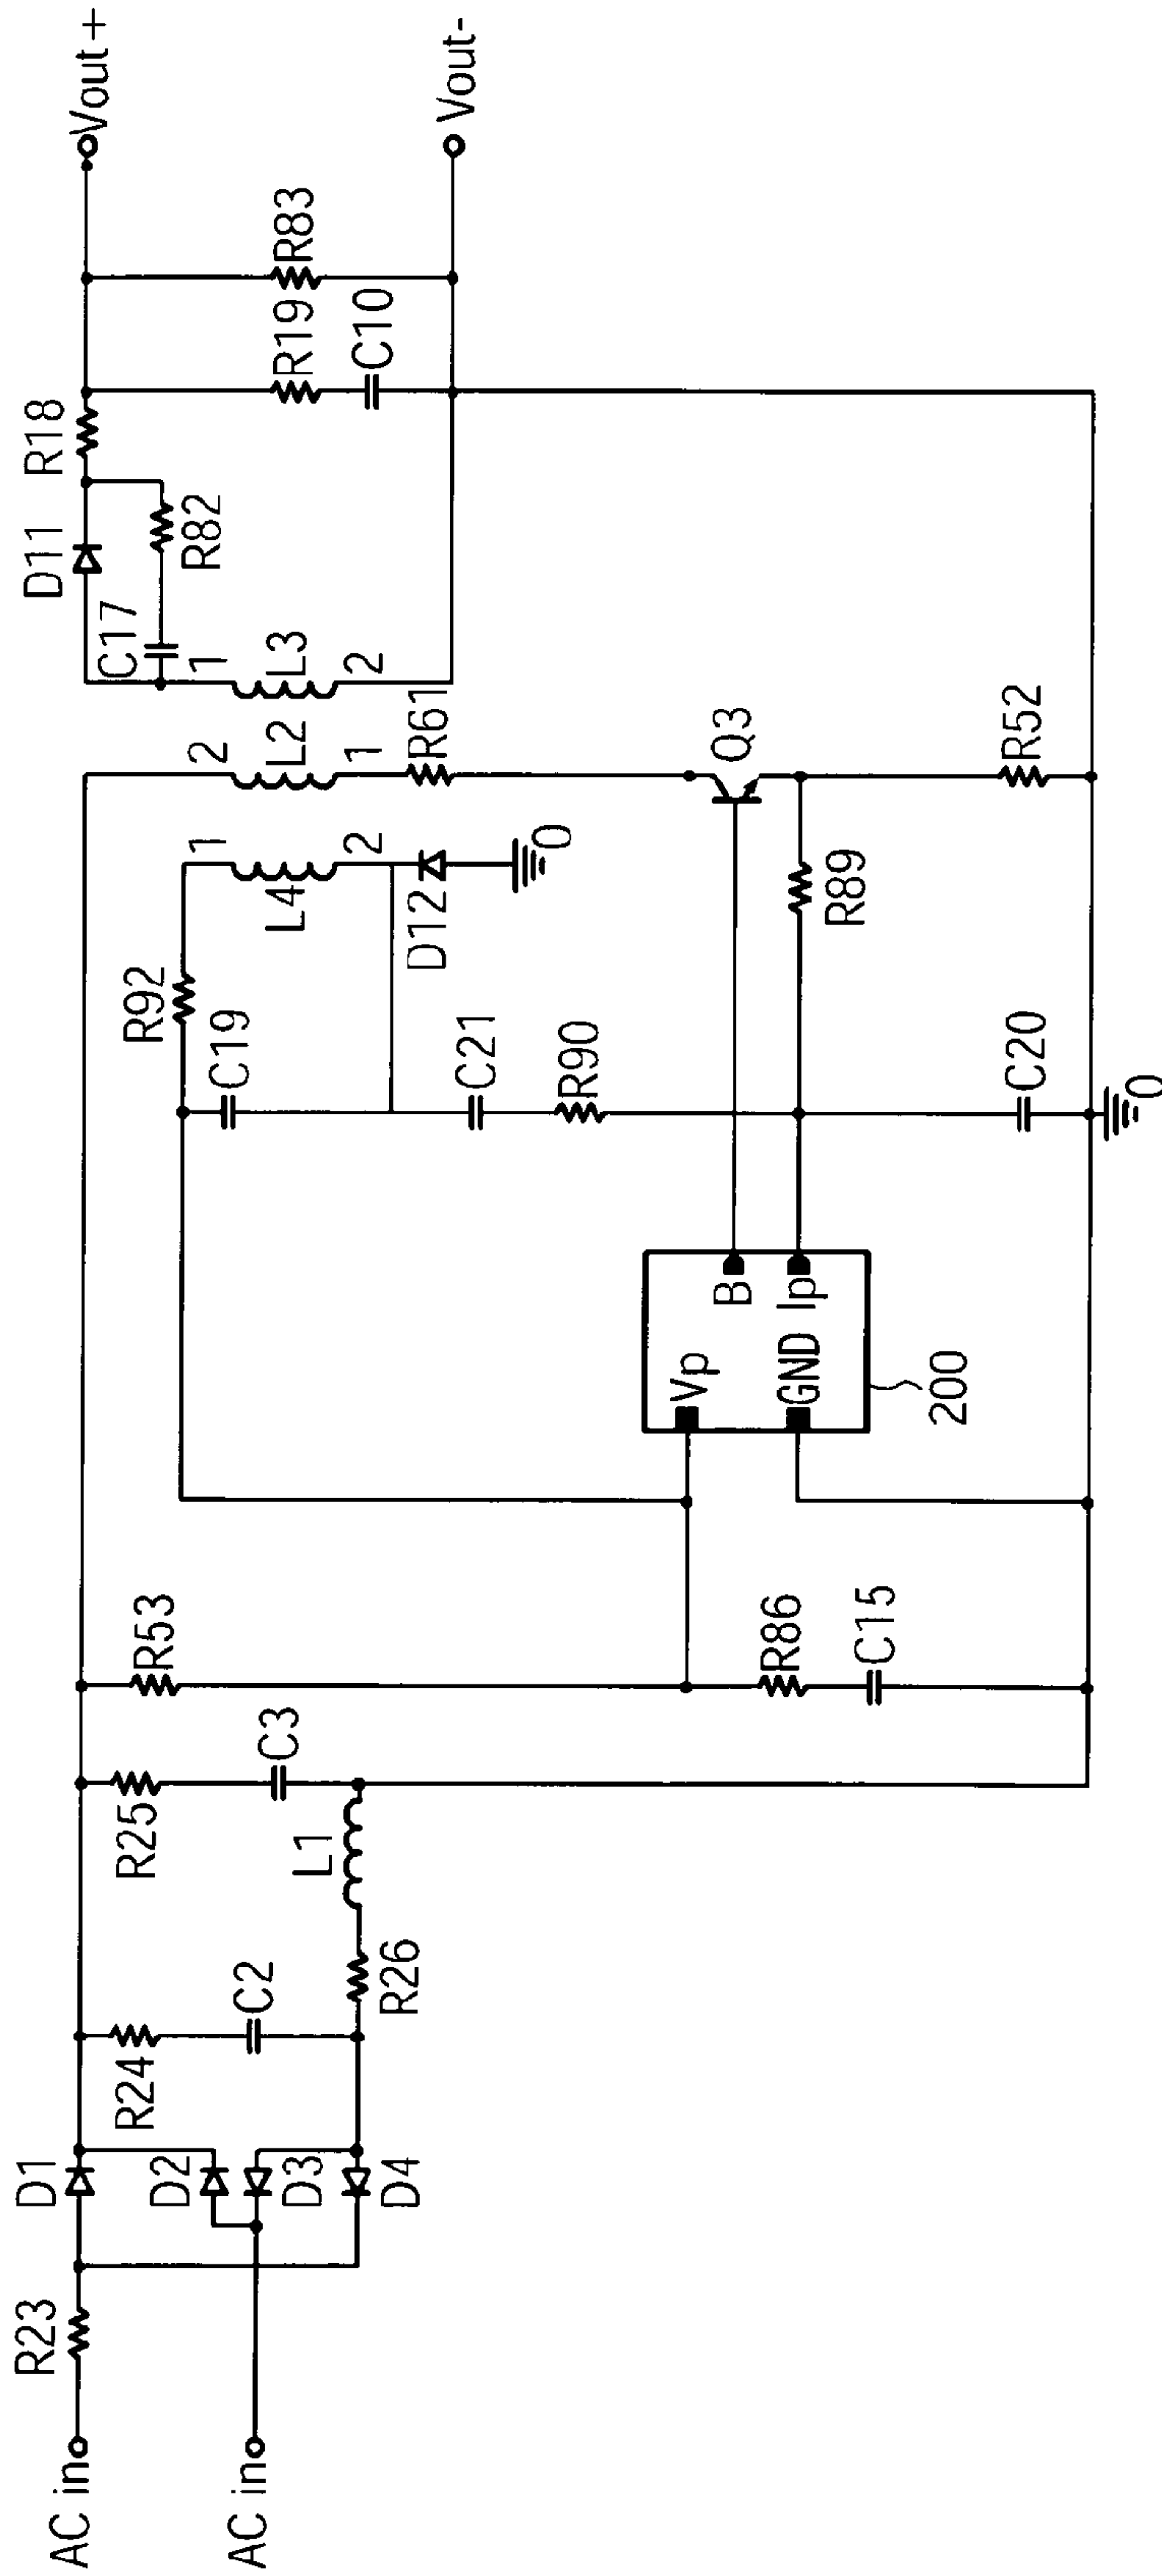 AC in
AC in
R23
D1
D2
D3
D4
R24
C2
R26
L1
R25
C3
R53
R86
C15
Vp
GND
B
Ip
200
R92
C19
C21
R90
C20
0
1
L4
2
D12
0
2
L2
1
R61
Q3
R89
R52
C17
1
L3
2
D11
R82
R18
R19
C10
R83
Vout+
Vout-